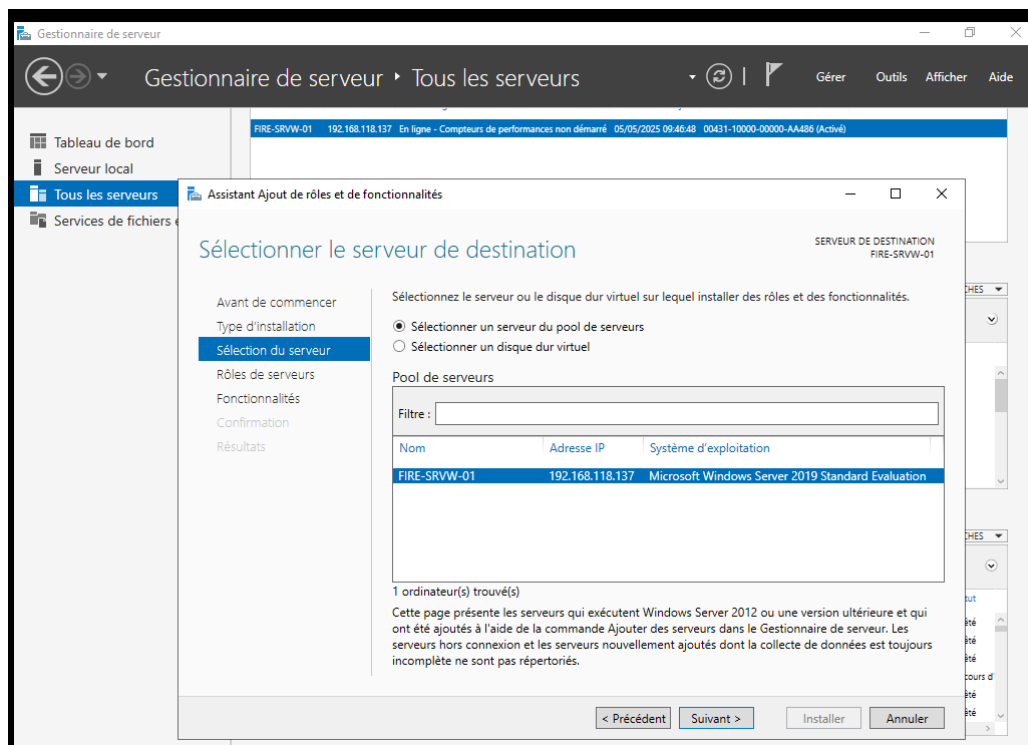 Gestionnaire de serveur
Gestionnaire de serveur ‣ Tous les serveurs
Gérer Outils Afficher Aide
Tableau de bord
Serveur local
Tous les serveurs
Services de fichiers e
FIRE-SRVW-01 192.168.118.137 En ligne - Compteurs de performances non démarré 05/05/2025 09:46:48 00431-10000-00000-AA486 (Activé)
Assistant Ajout de rôles et de fonctionnalités
Sélectionner le serveur de destination
SERVEUR DE DESTINATION
FIRE-SRVW-01
Avant de commencer
Type d'installation
Sélection du serveur
Rôles de serveurs
Fonctionnalités
Confirmation
Résultats
Sélectionnez le serveur ou le disque dur virtuel sur lequel installer des rôles et des fonctionnalités.
Sélectionner un serveur du pool de serveurs
Sélectionner un disque dur virtuel
Pool de serveurs
Filtre :
Nom Adresse IP Système d'exploitation
FIRE-SRVW-01 192.168.118.137 Microsoft Windows Server 2019 Standard Evaluation
1 ordinateur(s) trouvé(s)
Cette page présente les serveurs qui exécutent Windows Server 2012 ou une version ultérieure et qui
ont été ajoutés à l'aide de la commande Ajouter des serveurs dans le Gestionnaire de serveur. Les
serveurs hors connexion et les serveurs nouvellement ajoutés dont la collecte de données est toujours
incomplète ne sont pas répertoriés.
< Précédent Suivant > Installer Annuler
CHES
CHES
tut
êté
êté
êté
cours d'
êté
êté